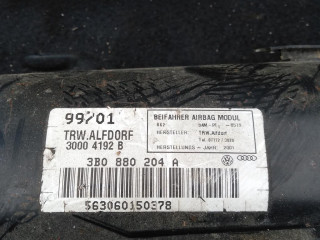 99/01
TRW.ALFDORF
3000 4192 B
BEIFAHRER AIRBAG MODUL
HERSTELLER TRW.Alfdorf
HERSTELLUNGS - JAHR 2001
3B0 880 204 A
563060150378